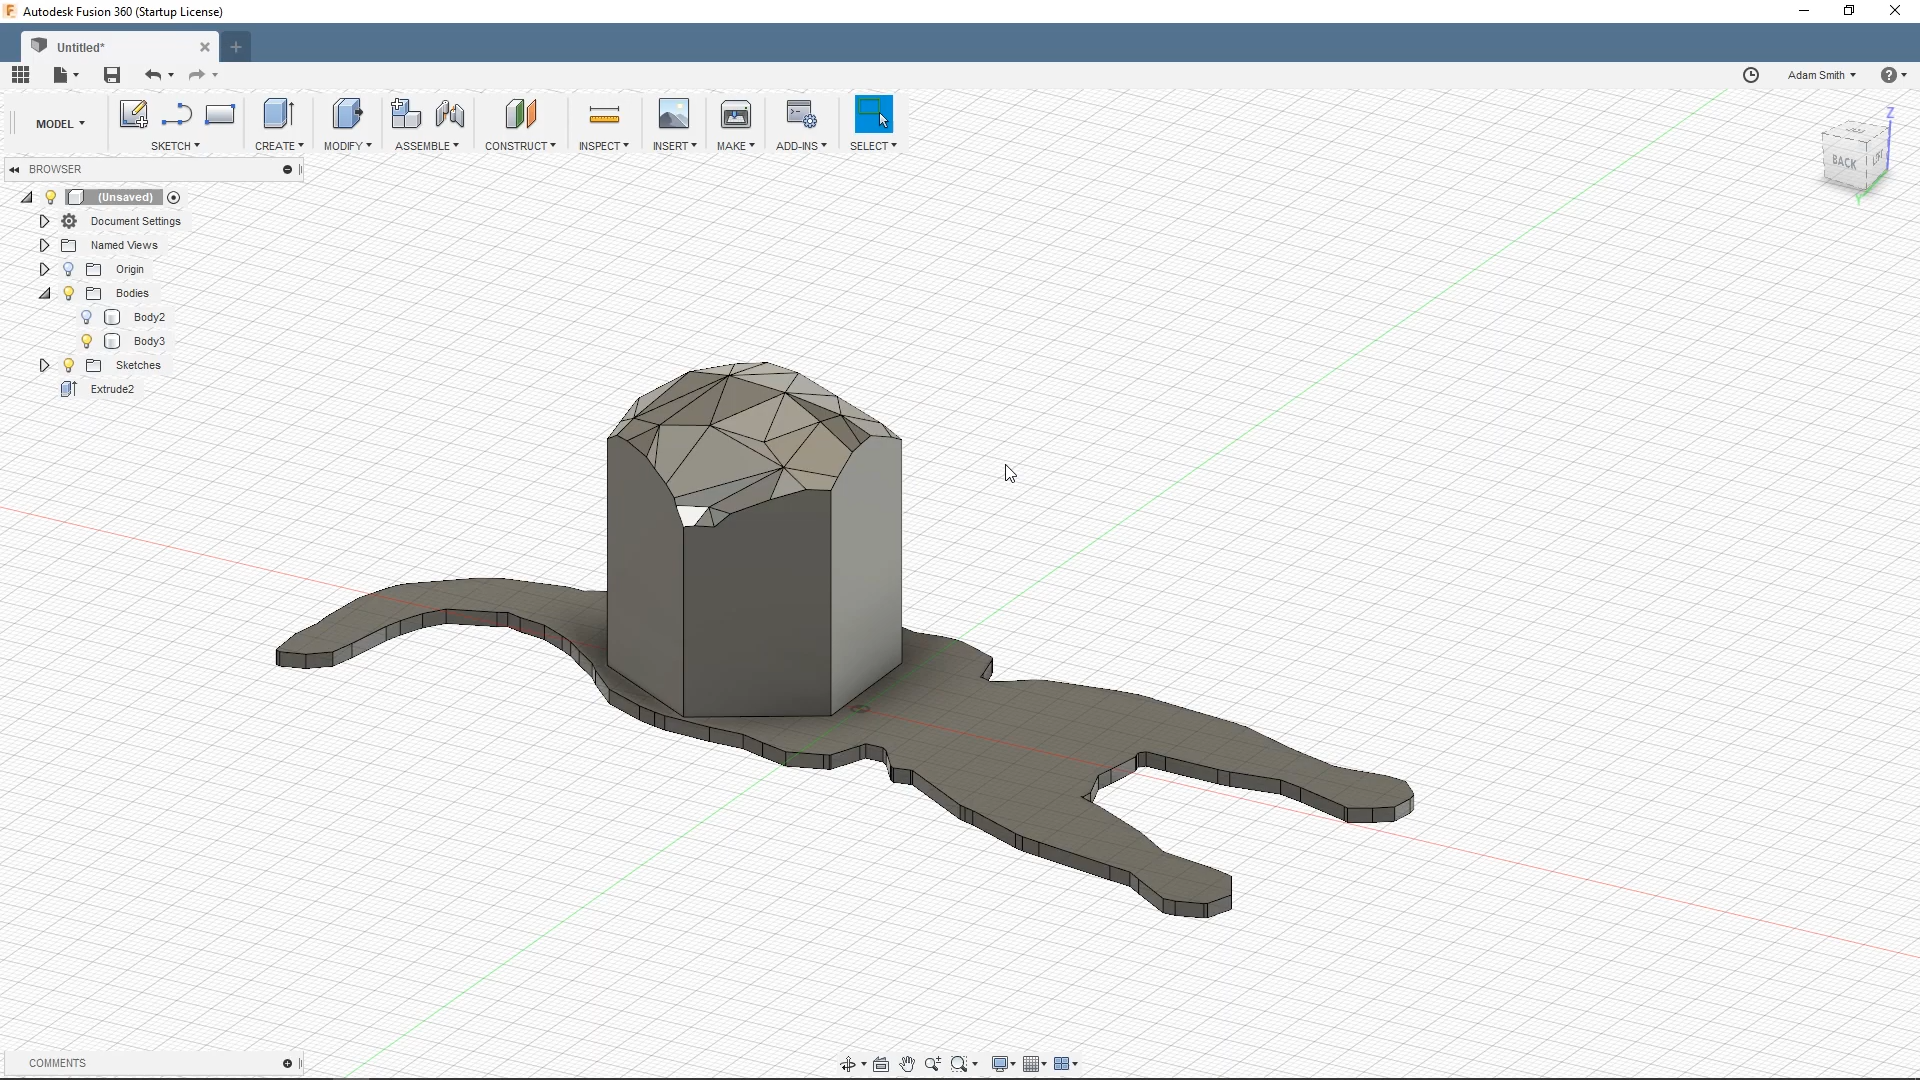 Autodesk Fusion 360 (Startup License)
Untitled*
Adam Smith
MODEL
SKETCH
CREATE
MODIFY
ASSEMBLE
CONSTRUCT
INSPECT
INSERT
MAKE
ADD-INS
SELECT
BROWSER
(Unsaved)
Document Settings
Named Views
Origin
Bodies
Body2
Body3
Sketches
Extrude2
Z
BACK
Y
COMMENTS